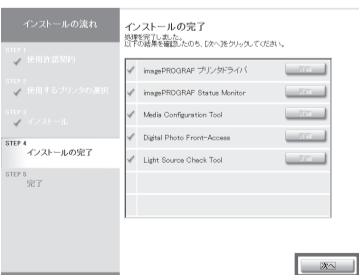 インストールの流れ
STEP 1
使用許諾契約
STEP 2
使用するプリンタの選択
STEP 3
インストール
STEP 4
インストールの完了
STEP 5
完了
インストールの完了
処理を完了しました。
以下の結果を確認したのち、[次へ]をクリックしてください。
imagePROGRAF プリンタドライバ
imagePROGRAF Status Monitor
Media Configuration Tool
Digital Photo Front-Access
Light Source Check Tool
次へ